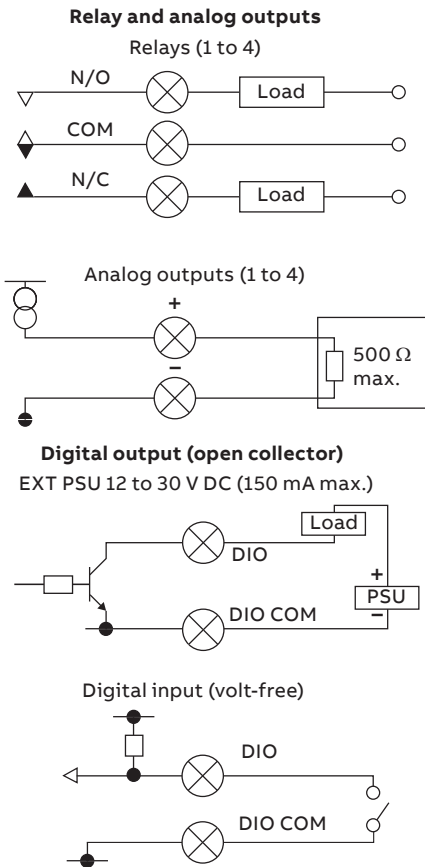 Relay and analog outputs
Relays (1 to 4)
N/O
Load
COM
N/C
Load
Analog outputs (1 to 4)
+
−
500 Ω
max.
Digital output (open collector)
EXT PSU 12 to 30 V DC (150 mA max.)
Load
DIO
+
PSU
−
DIO COM
Digital input (volt-free)
DIO
DIO COM